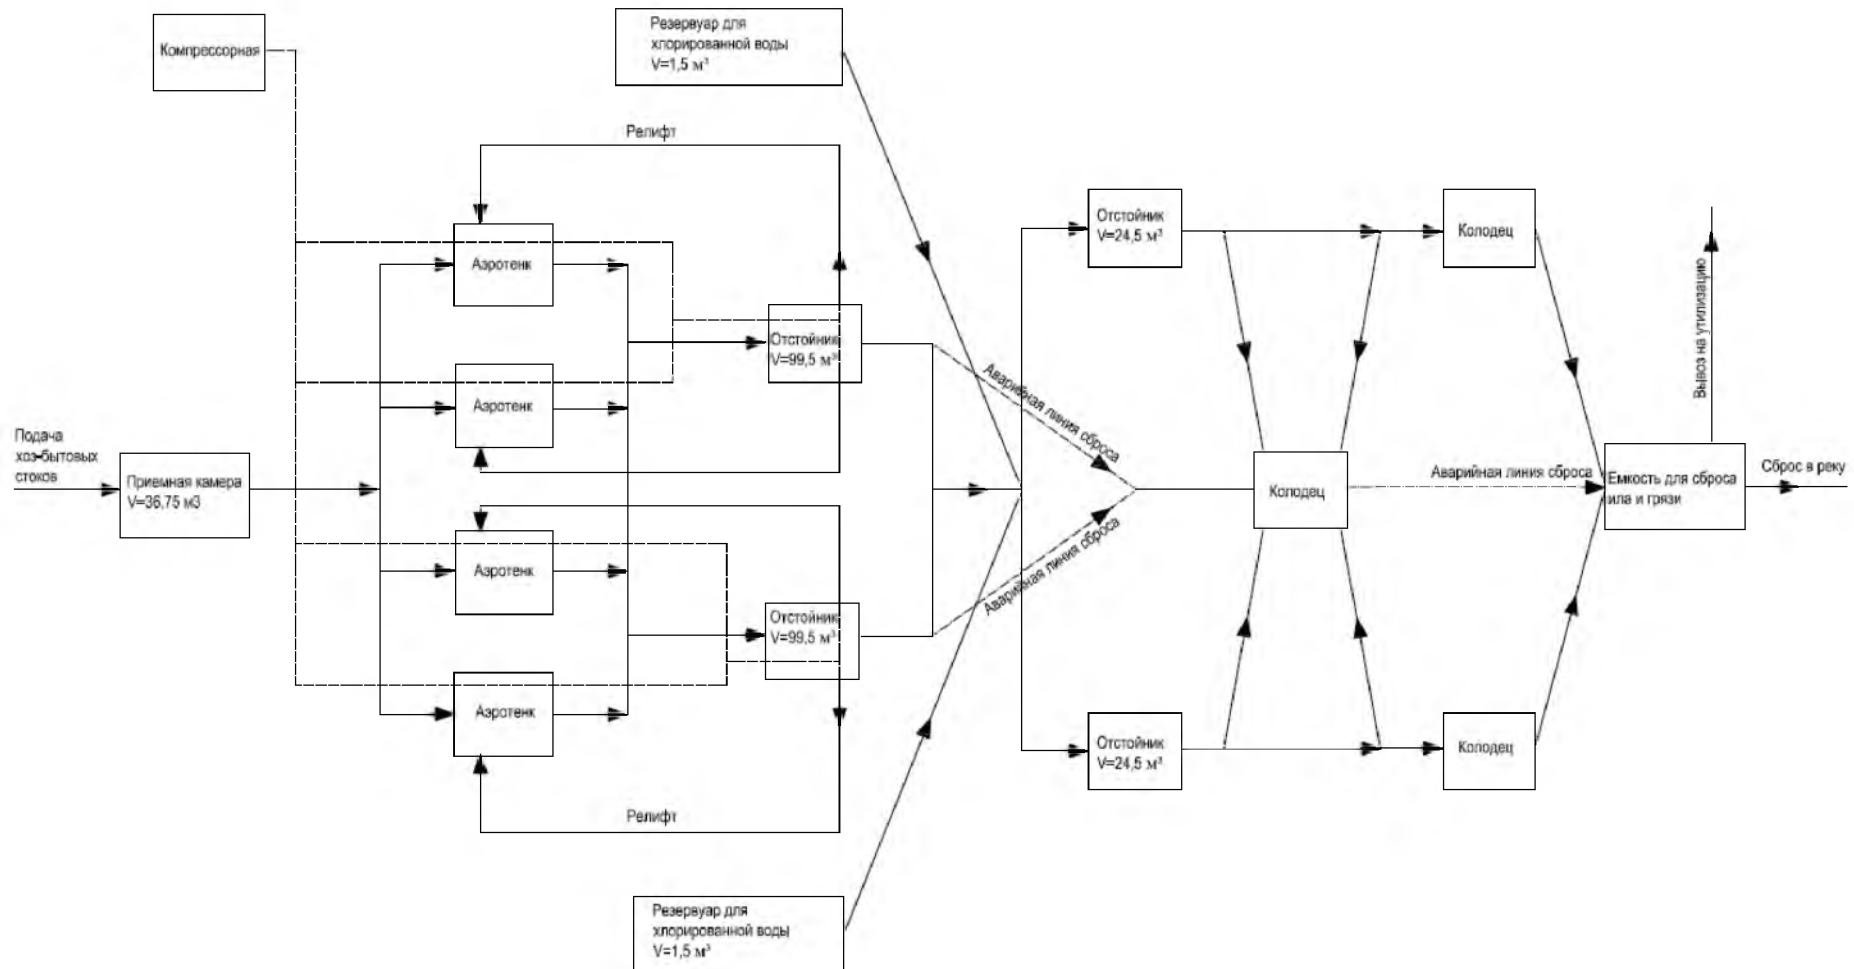 Компрессорная
Резервуар для
хлорированной воды
V=1,5 м³
Релифт
Аэротенк
Отстойник
V=99,5 м³
Аэротенк
Подача
хоз-бытовых
стоков
Приемная камера
V=36,75 м3
Аэротенк
Отстойник
V=99,5 м³
Аэротенк
Релифт
Резервуар для
хлорированной воды
V=1,5 м³
Аварийная линия сброса
Аварийная линия сброса
Отстойник
V=24,5 м³
Колодец
Колодец
Аварийная линия сброса
Отстойник
V=24,5 м³
Колодец
Вывоз на утилизацию
Емкость для сброса
ила и грязи
Сброс в реку